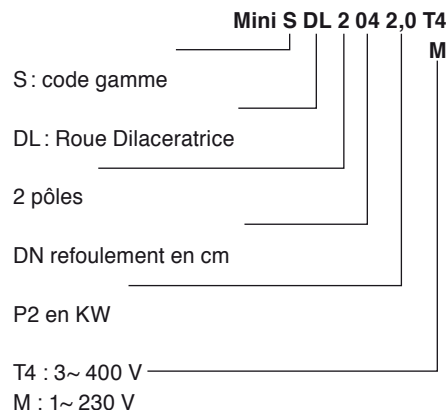 Mini S DL 2 04 2,0 T4
M
S : code gamme
DL : Roue Dilaceratrice
2 pôles
DN refoulement en cm
P2 en KW
T4 : 3~ 400 V
M : 1~ 230 V